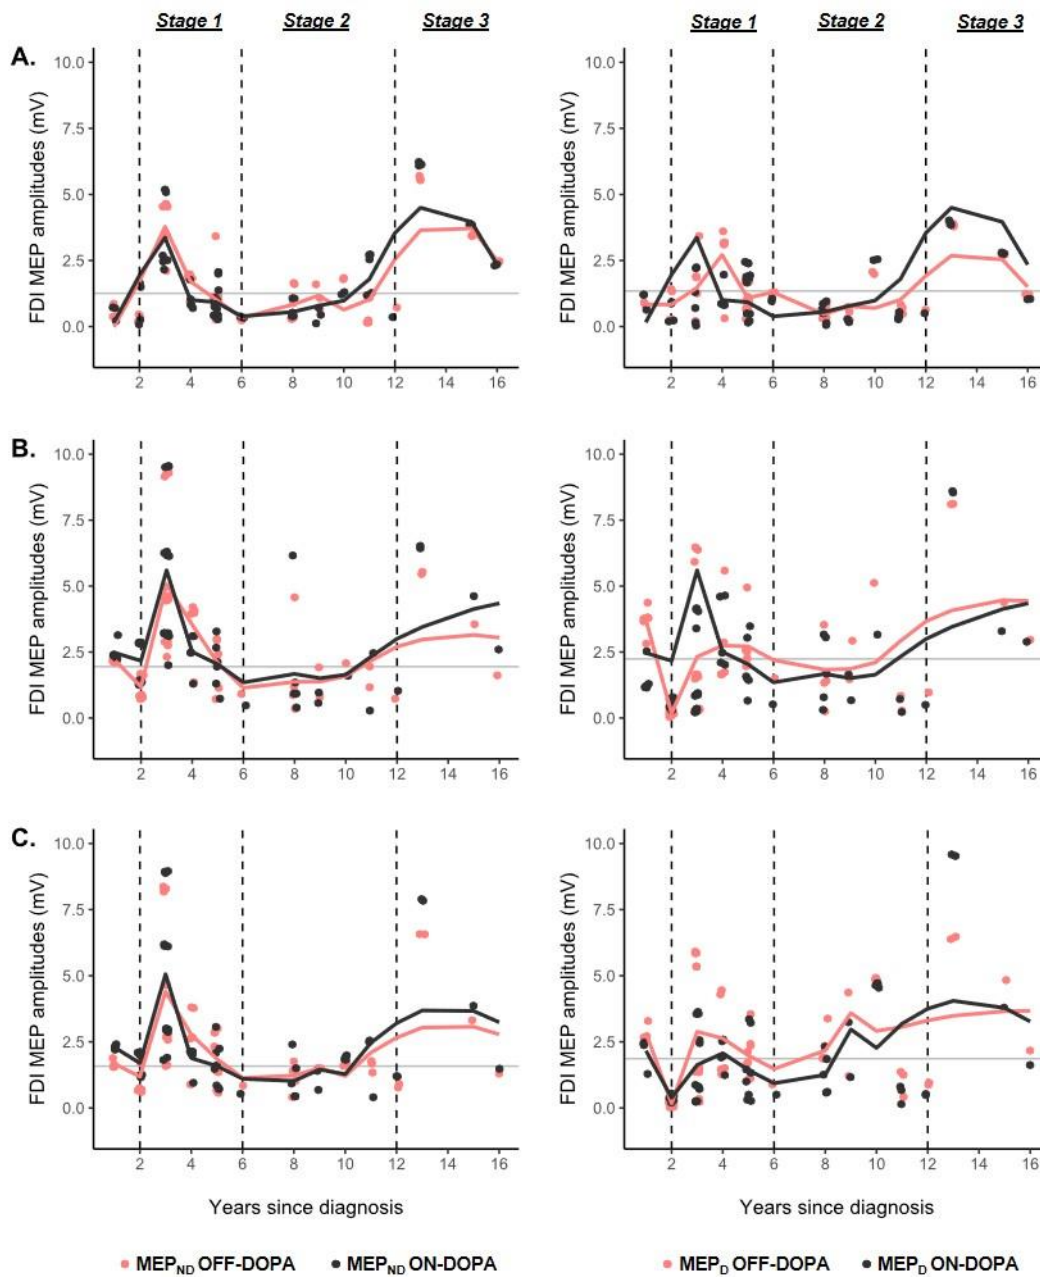 Stage 1 Stage 2 Stage 3 Stage 1 Stage 2 Stage 3
A.
FDI MEP amplitudes (mV)
10.0
7.5
5.0
2.5
0.0
2 4 6 8 10 12 14 16
FDI MEP amplitudes (mV)
10.0
7.5
5.0
2.5
0.0
2 4 6 8 10 12 14 16
B.
FDI MEP amplitudes (mV)
10.0
7.5
5.0
2.5
0.0
2 4 6 8 10 12 14 16
FDI MEP amplitudes (mV)
10.0
7.5
5.0
2.5
0.0
2 4 6 8 10 12 14 16
C.
FDI MEP amplitudes (mV)
10.0
7.5
5.0
2.5
0.0
2 4 6 8 10 12 14 16
Years since diagnosis
FDI MEP amplitudes (mV)
10.0
7.5
5.0
2.5
0.0
2 4 6 8 10 12 14 16
Years since diagnosis
MEP_ND OFF-DOPA MEP_ND ON-DOPA
MEP_D OFF-DOPA MEP_D ON-DOPA